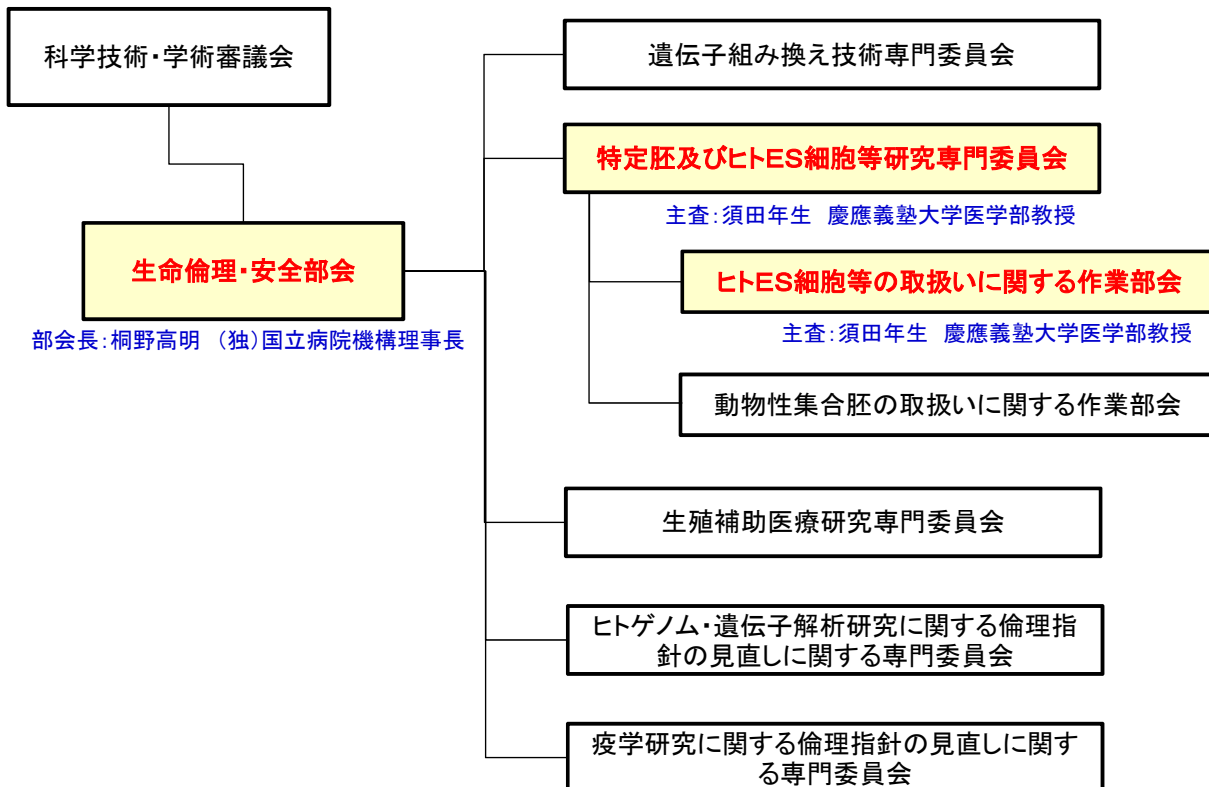 科学技術・学術審議会
生命倫理・安全部会
部会長：桐野高明　（独）国立病院機構理事長
遺伝子組み換え技術専門委員会
特定胚及びヒトES細胞等研究専門委員会
主査：須田年生　慶應義塾大学医学部教授
ヒトES細胞等の取扱いに関する作業部会
主査：須田年生　慶應義塾大学医学部教授
動物性集合胚の取扱いに関する作業部会
生殖補助医療研究専門委員会
ヒトゲノム・遺伝子解析研究に関する倫理指
針の見直しに関する専門委員会
疫学研究に関する倫理指針の見直しに関す
る専門委員会